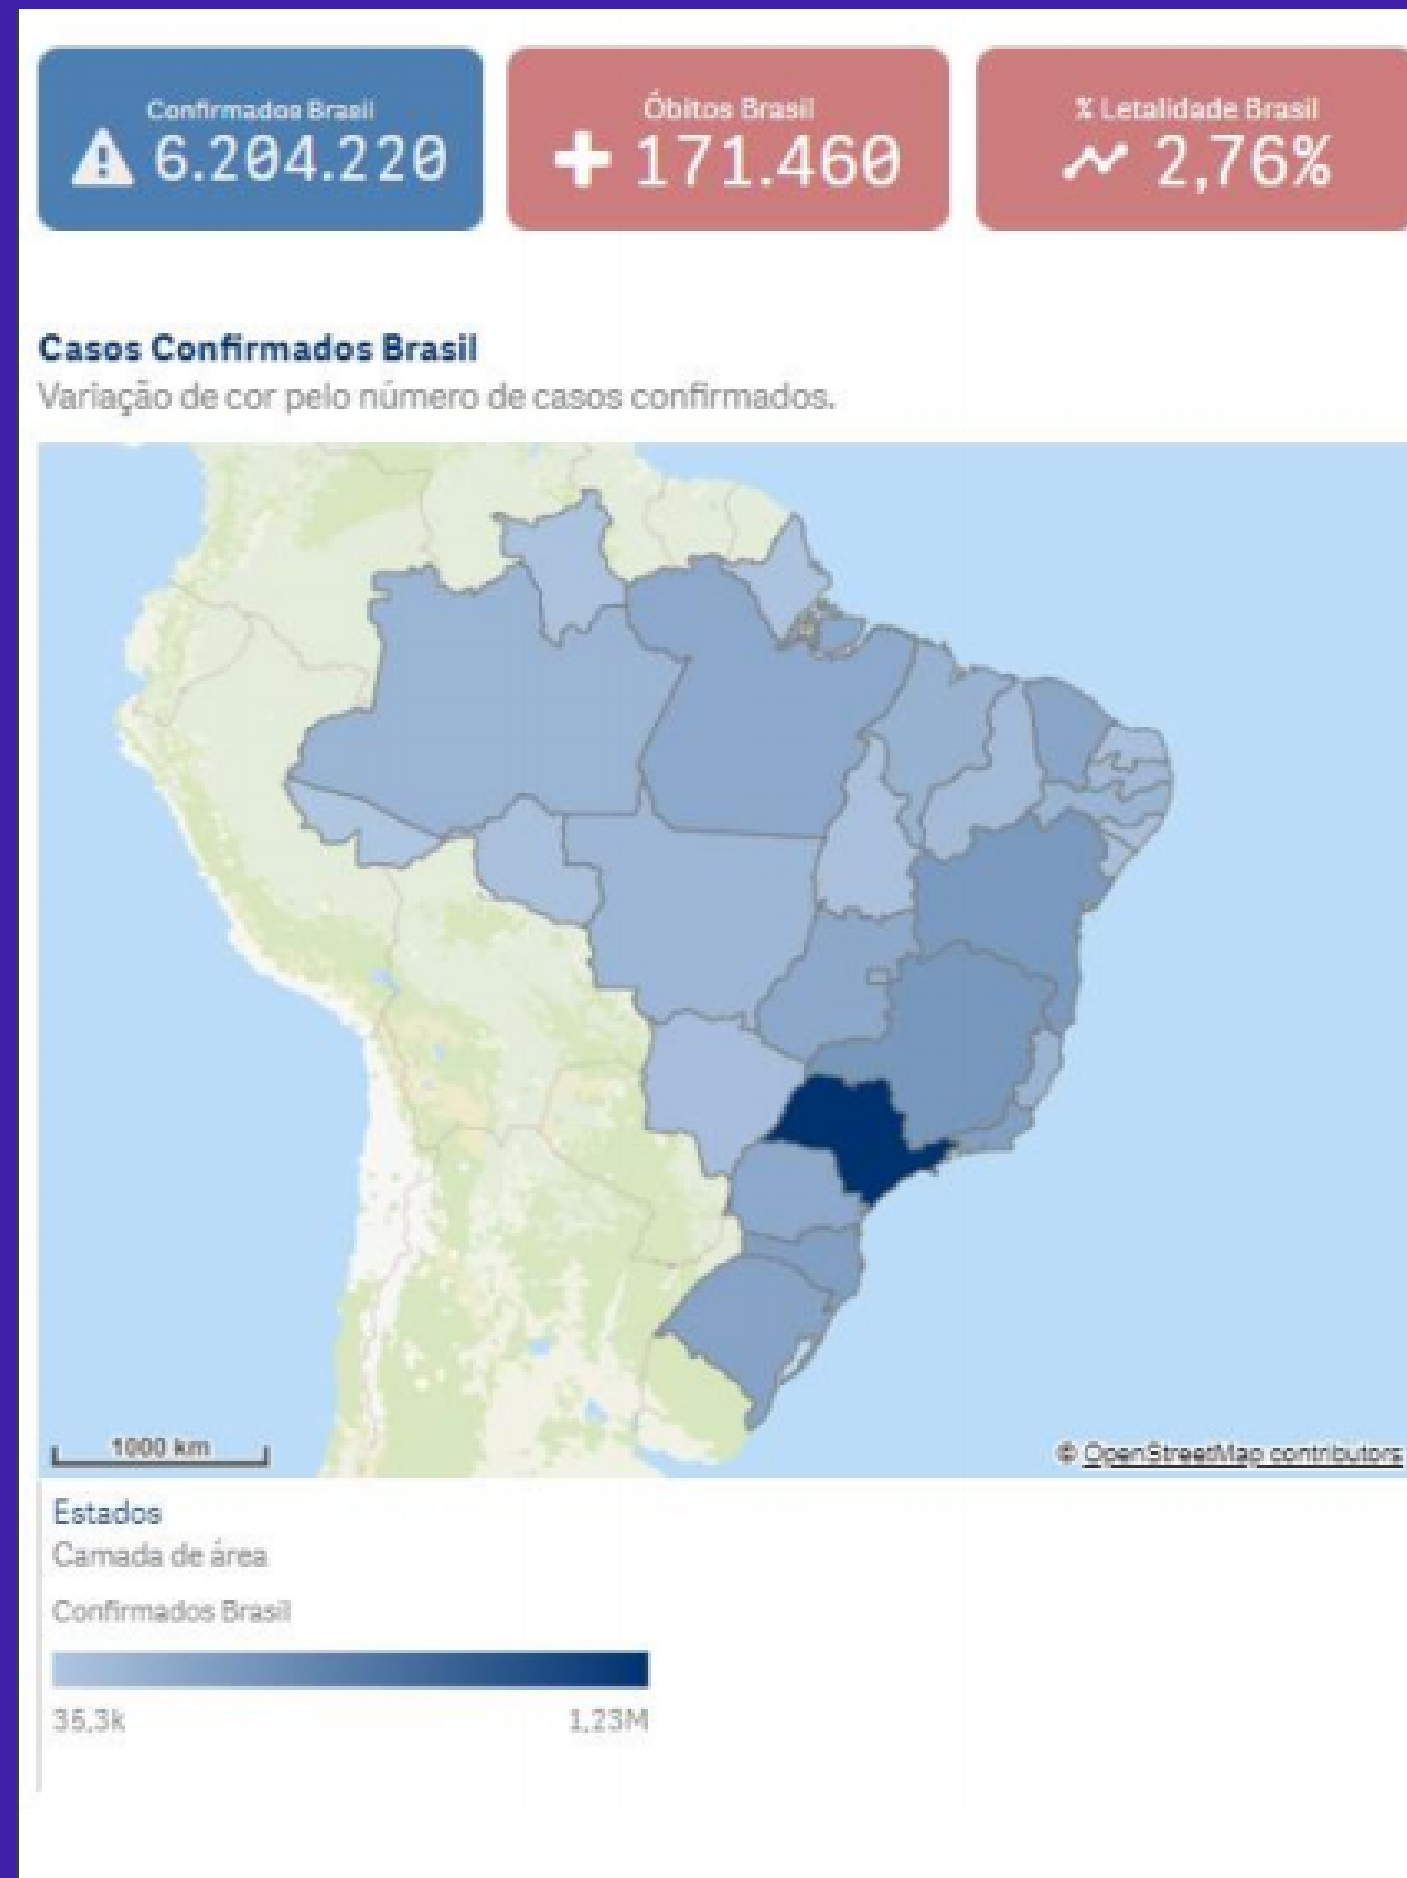 Confirmados Brasil
6.204.220
Óbitos Brasil
171.460
% Letalidade Brasil
2,76%
Casos Confirmados Brasil
Variação de cor pelo número de casos confirmados.
1000 km
© OpenStreetMap contributors
Estados
Camada de área
Confirmados Brasil
35,3k
1,23M